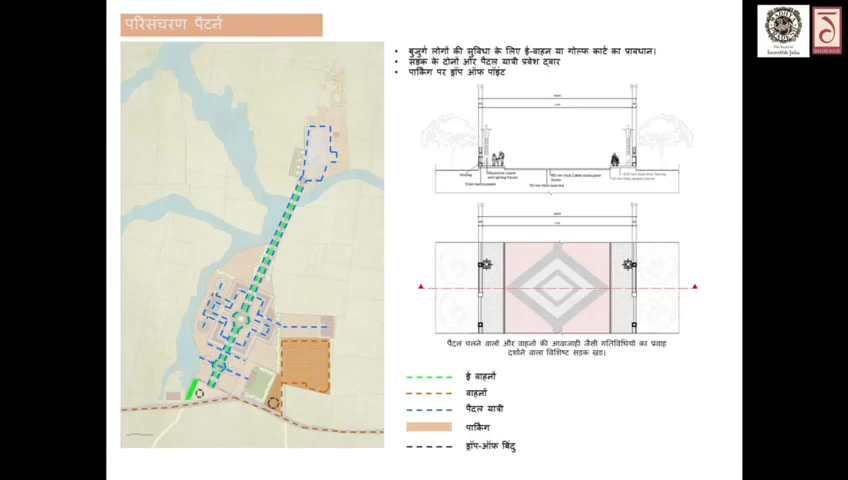 परिसंचरण पैटर्न
• बुजुर्ग लोगों की सुविधा के लिए ई-वाहन या गोल्फ कार्ट का प्रावधान।
• सड़क के दोनों ओर पैदल यात्री प्रवेश द्वार
• पार्किंग पर ड्रॉप ऑफ़ पॉइंट
पैदल चलने वालों और वाहनों की आवाजाही जैसी गतिविधियों का प्रवाह
दर्शाने वाला विशिष्ट सड़क खंड।
ई वाहनों
वाहनों
पैदल यात्री
पार्किंग
ड्रॉप-ऑफ़ बिंदु